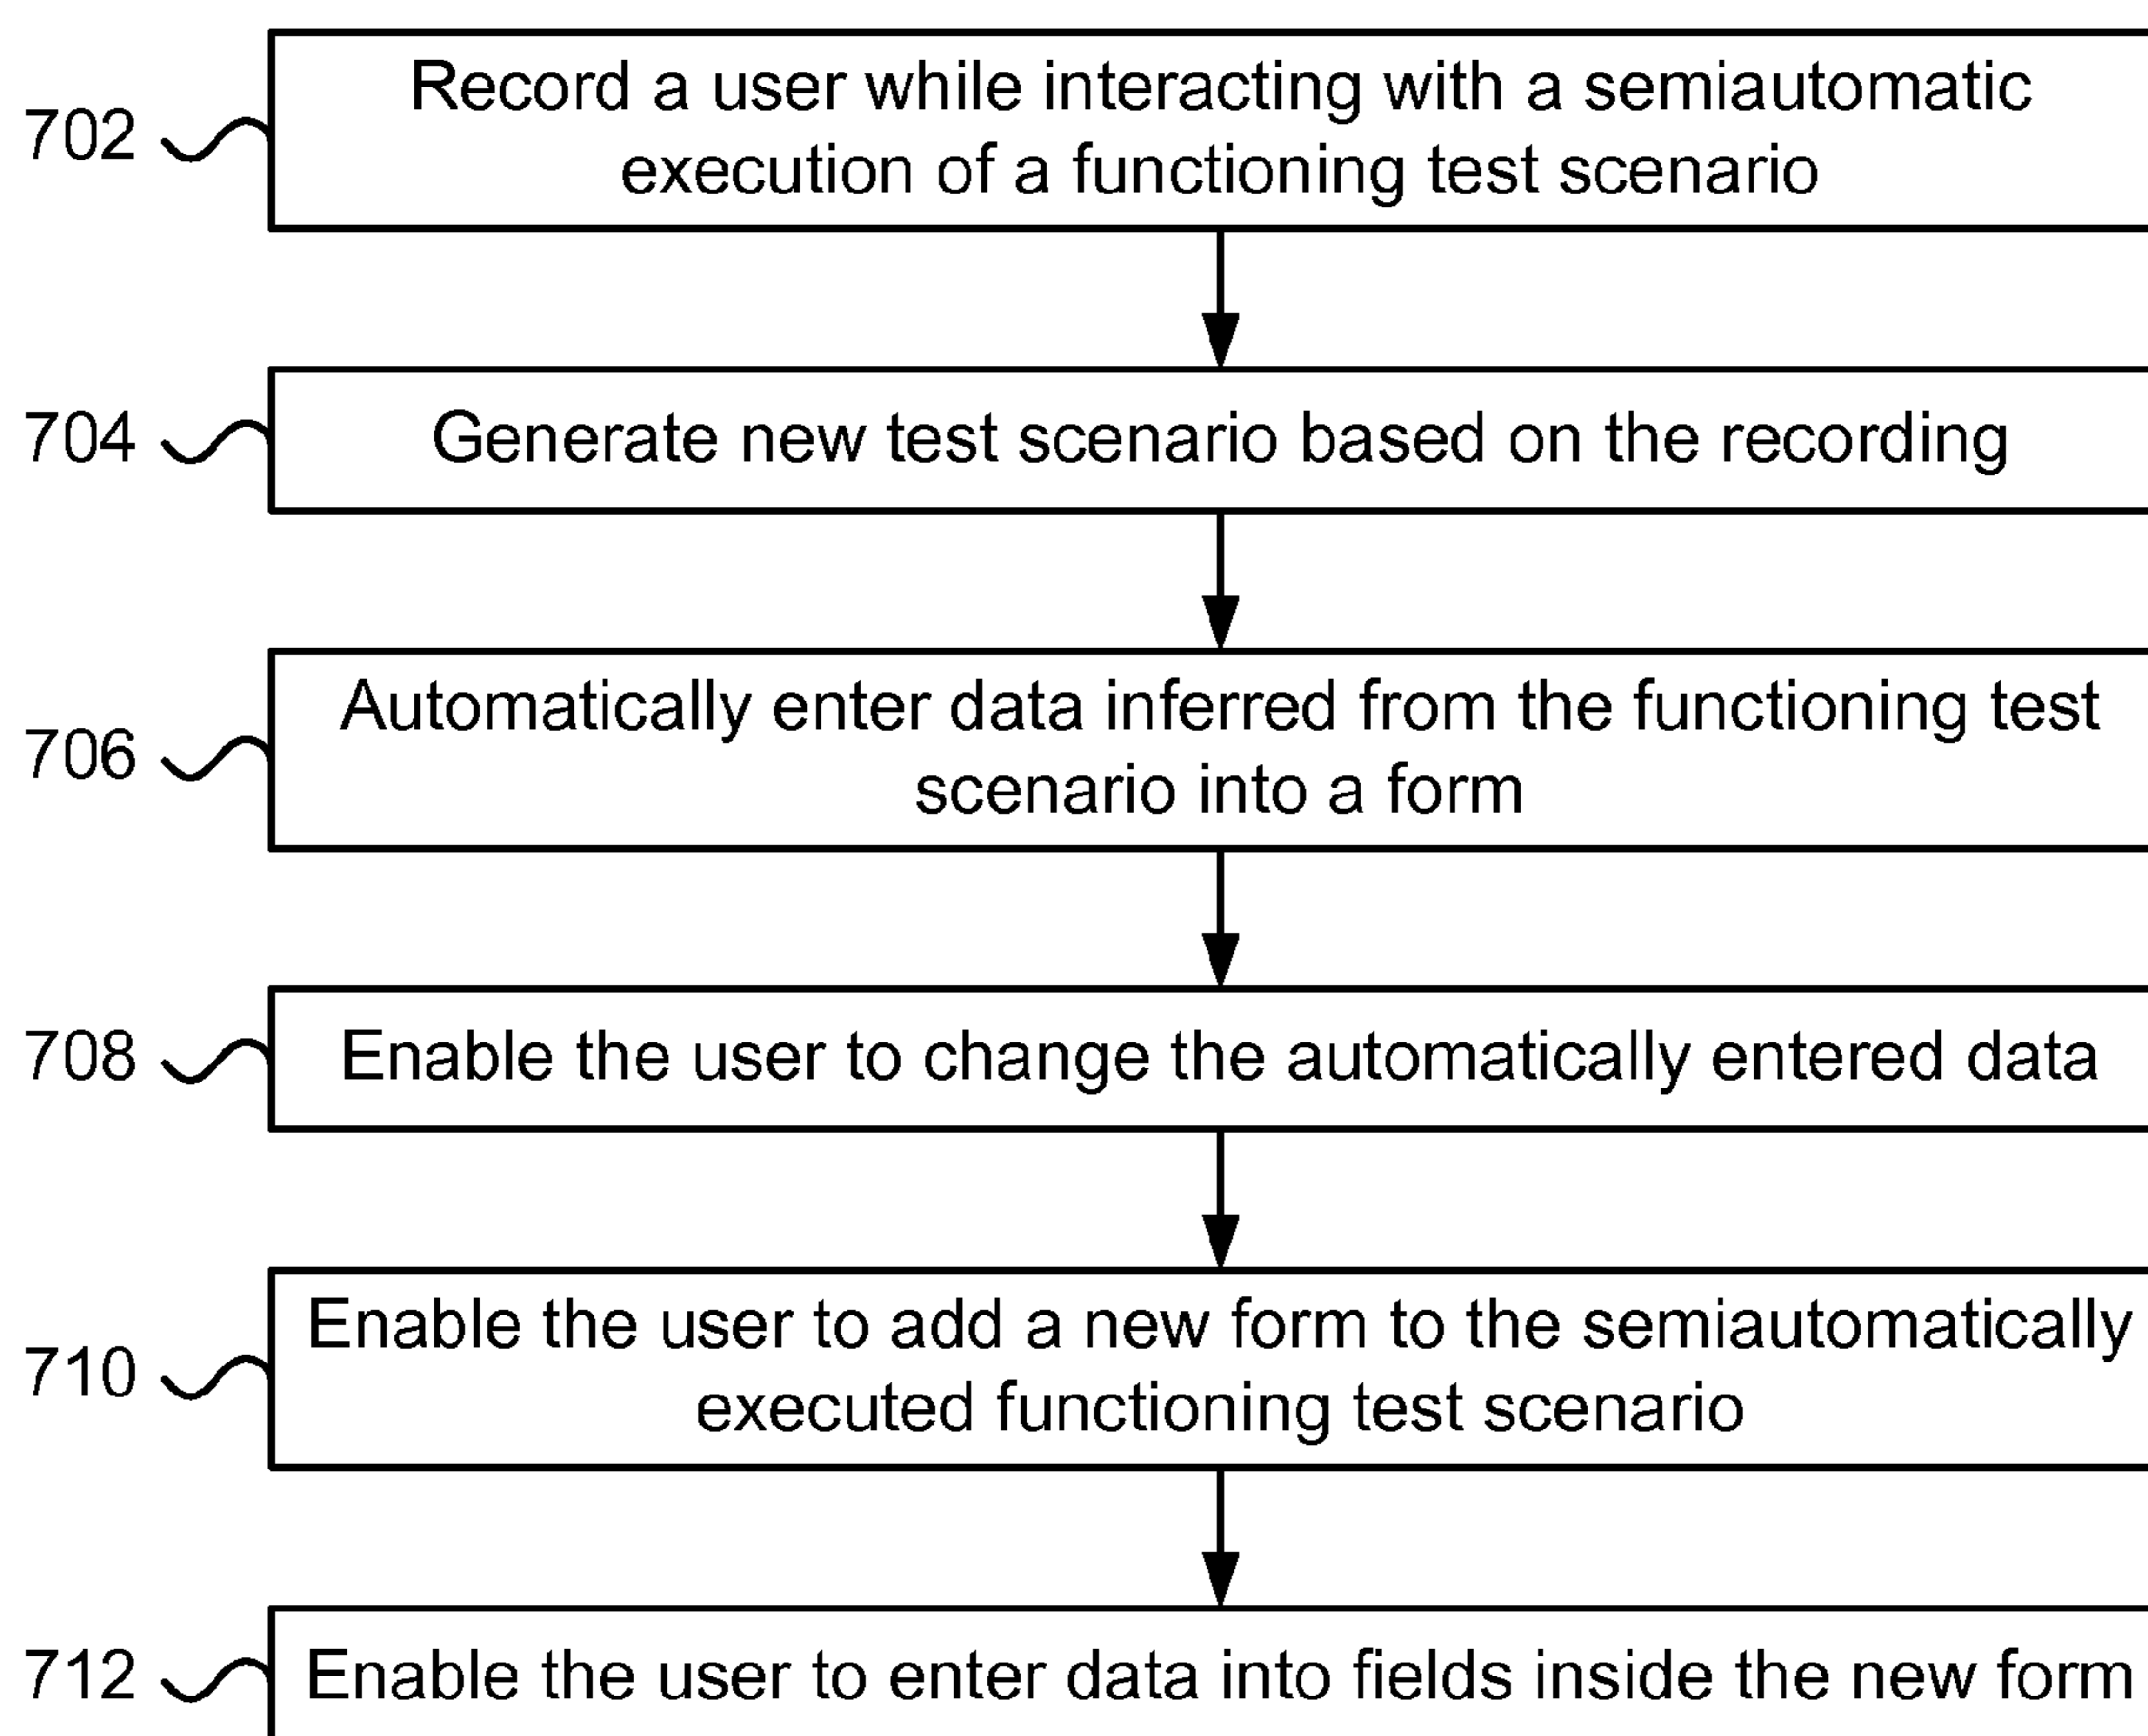 Record a user while interacting with a semiautomatic
702
execution of a functioning test scenario
704 Generate new test scenario based on the recording
Automatically enter data inferred from the functioning test
706
scenario into a form
708 Enable the user to change the automatically entered data
Enable the user to add a new form to the semiautomatically
710
executed functioning test scenario
712 Enable the user to enter data into fields inside the new form